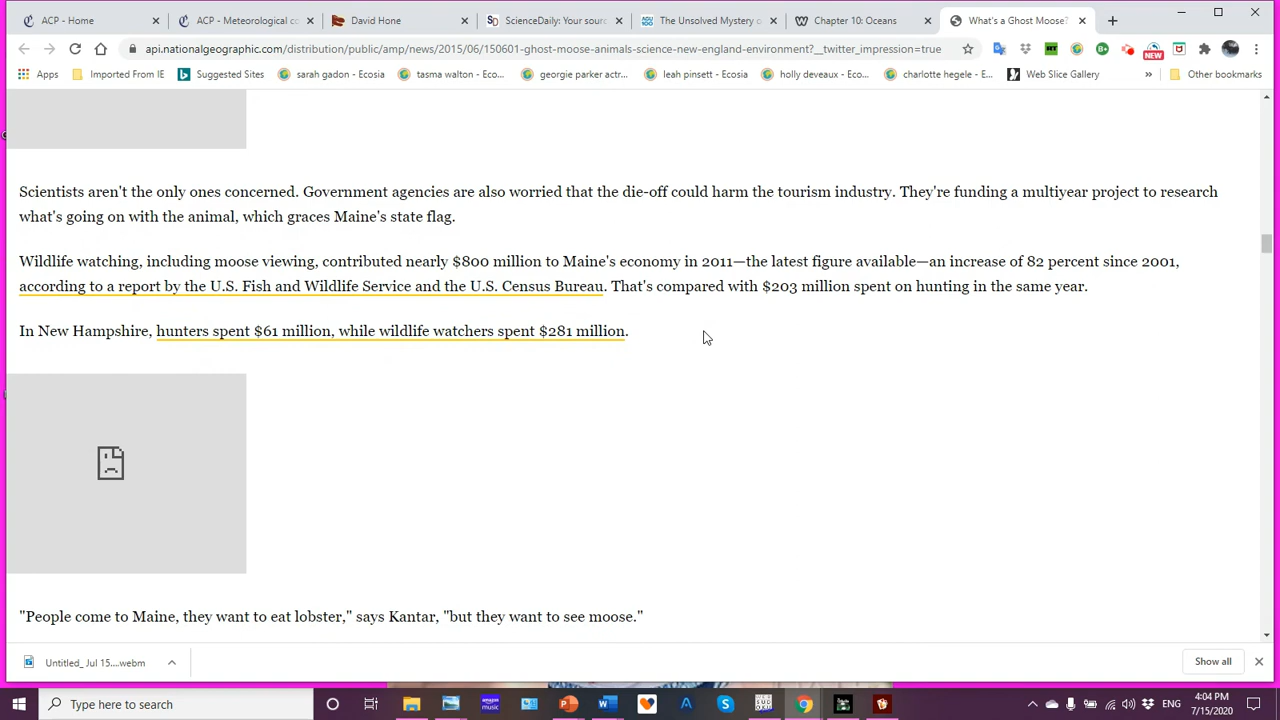 ACP - Home
ACP - Meteorological co
David Hone
ScienceDaily: Your sour
The Unsolved Mystery o
Chapter 10: Oceans
What's a Ghost Moose?
api.nationalgeographic.com/distribution/public/amp/news/2015/06/150601-ghost-moose-animals-science-new-england-environment?__twitter_impression=true
NEW
Apps
Imported From IE
Suggested Sites
sarah gadon - Ecosia
tasma walton - Eco...
georgie parker actr...
leah pinsett - Ecosia
holly deveaux - Eco...
charlotte hegele - E...
Web Slice Gallery
»
Other bookmarks
Scientists aren't the only ones concerned. Government agencies are also worried that the die-off could harm the tourism industry. They're funding a multiyear project to research
what's going on with the animal, which graces Maine's state flag.
Wildlife watching, including moose viewing, contributed nearly $800 million to Maine's economy in 2011—the latest figure available—an increase of 82 percent since 2001,
according to a report by the U.S. Fish and Wildlife Service and the U.S. Census Bureau. That's compared with $203 million spent on hunting in the same year.
In New Hampshire, hunters spent $61 million, while wildlife watchers spent $281 million.
"People come to Maine, they want to eat lobster," says Kantar, "but they want to see moose."
Untitled_ Jul 15....webm
Show all
Type here to search
ENG
4:04 PM
7/15/2020